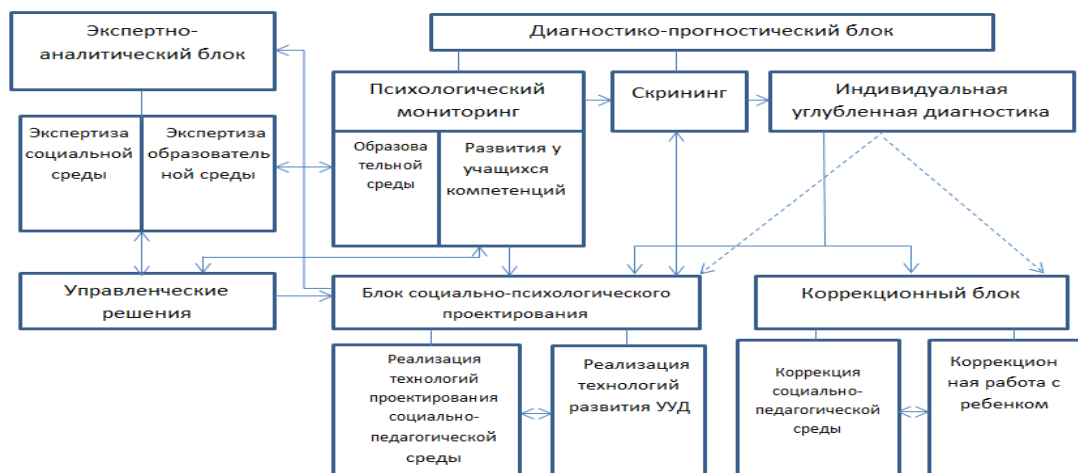 Экспертно-
аналитический блок
Диагностико-прогностический блок
Психологический
мониторинг
Скрининг
Индивидуальная
углубленная диагностика
Экспертиза
социальной
среды
Экспертиза
образователь
ной среды
Образова
тельной
среды
Развития у
учащихся
компетенций
Управленческие
решения
Блок социально-психологического
проектирования
Коррекционный блок
Реализация
технологий
проектирования
социально-
педагогической
среды
Реализация
технологий
развития УУД
Коррекция
социально-
педагогической
среды
Коррекцион
ная работа с
ребенком